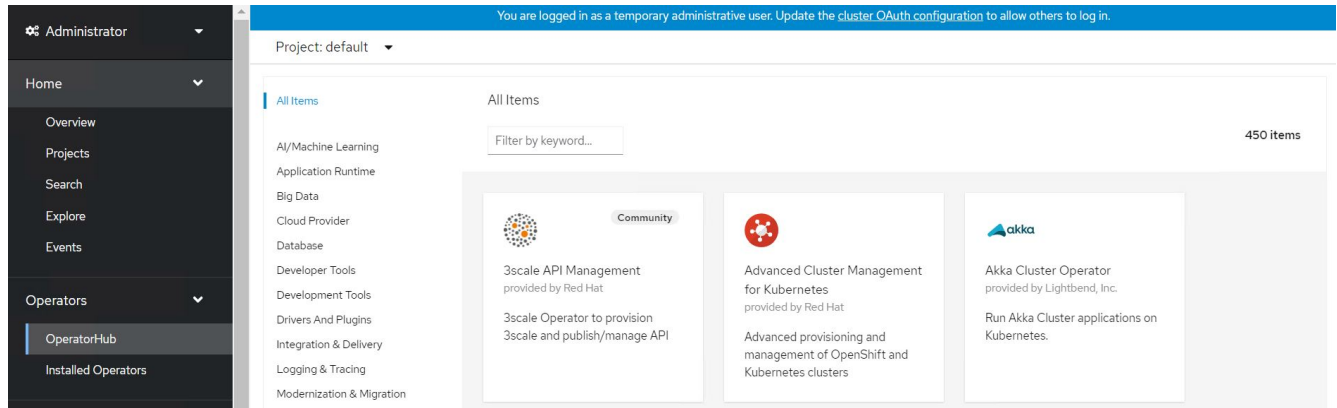 Administrator
Home
Overview
Projects
Search
Explore
Events
Operators
OperatorHub
Installed Operators
You are logged in as a temporary administrative user. Update the cluster OAuth configuration to allow others to log in.
Project: default
All Items
AI/Machine Learning
Application Runtime
Big Data
Cloud Provider
Database
Developer Tools
Development Tools
Drivers And Plugins
Integration & Delivery
Logging & Tracing
Modernization & Migration
All Items
Filter by keyword...
450 items
Community
3scale API Management
provided by Red Hat
3scale Operator to provision
3scale and publish/manage API
Advanced Cluster Management
for Kubernetes
provided by Red Hat
Advanced provisioning and
management of OpenShift and
Kubernetes clusters
akka
Akka Cluster Operator
provided by Lightbend, Inc.
Run Akka Cluster applications on
Kubernetes.